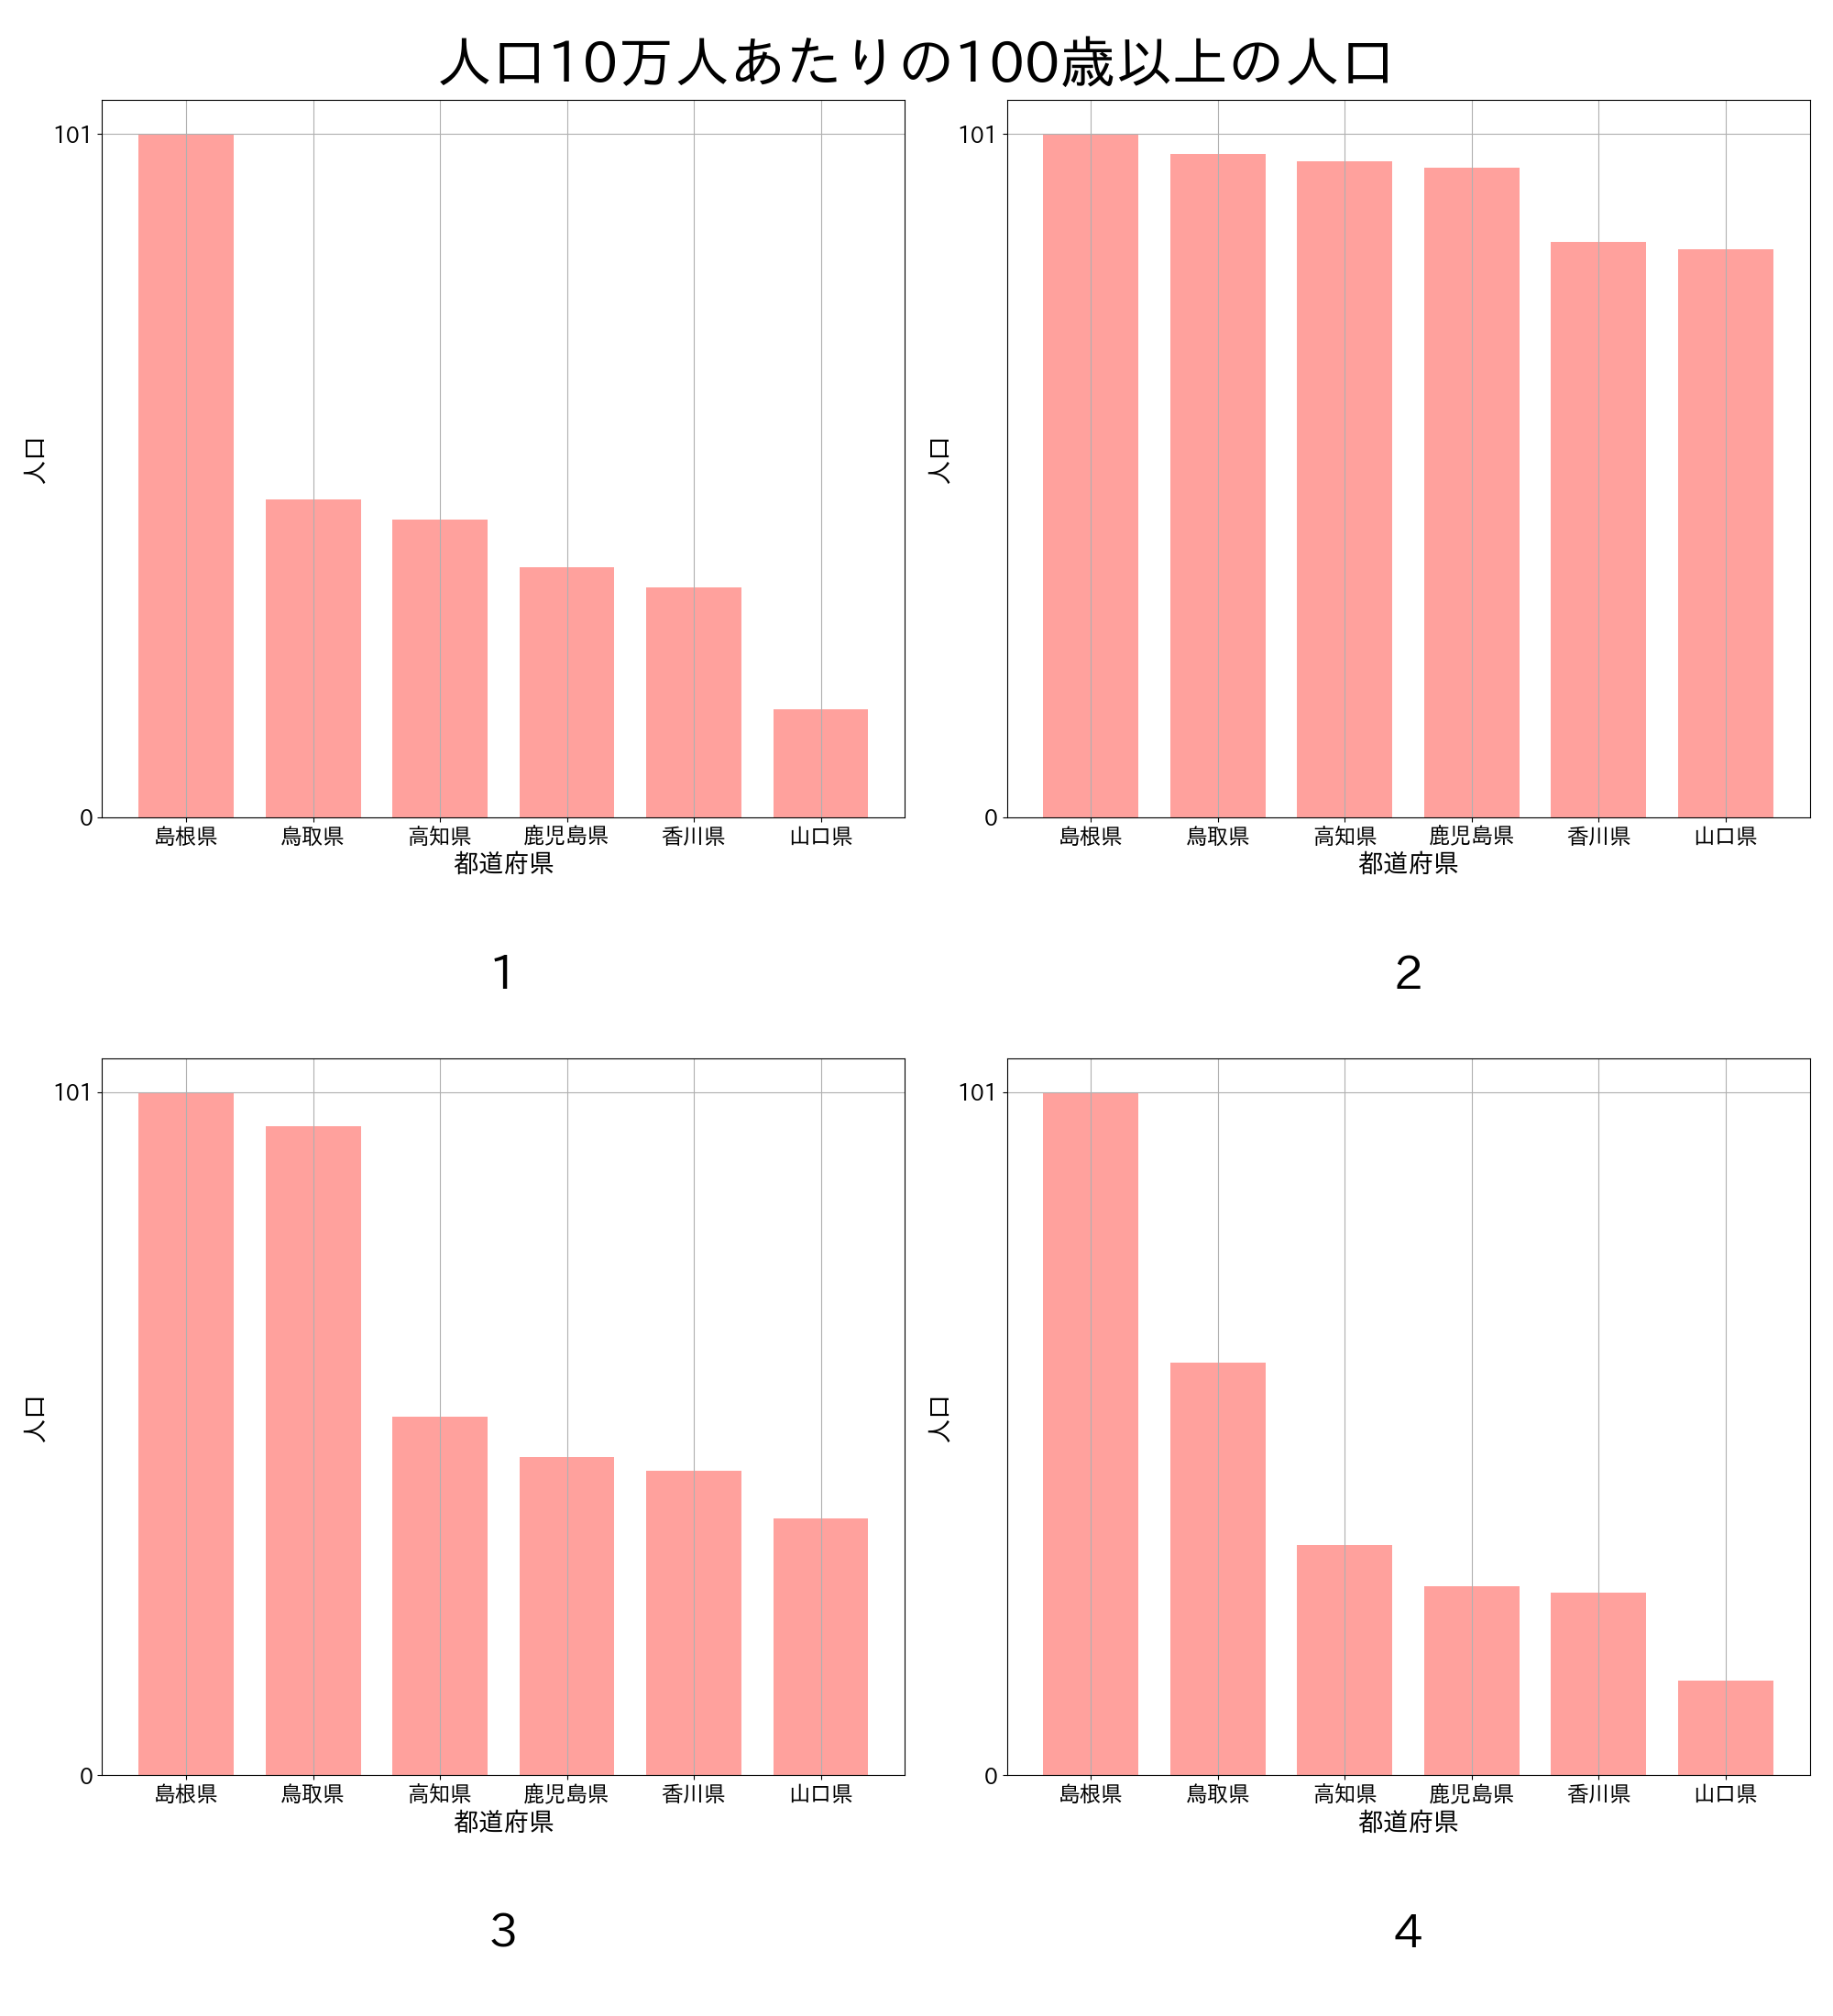 人口10万人あたりの100歳以上の人口
101
0
人口
島根県 鳥取県 高知県 鹿児島県 香川県 山口県
都道府県
1
101
0
人口
島根県 鳥取県 高知県 鹿児島県 香川県 山口県
都道府県
2
101
0
人口
島根県 鳥取県 高知県 鹿児島県 香川県 山口県
都道府県
3
101
0
人口
島根県 鳥取県 高知県 鹿児島県 香川県 山口県
都道府県
4